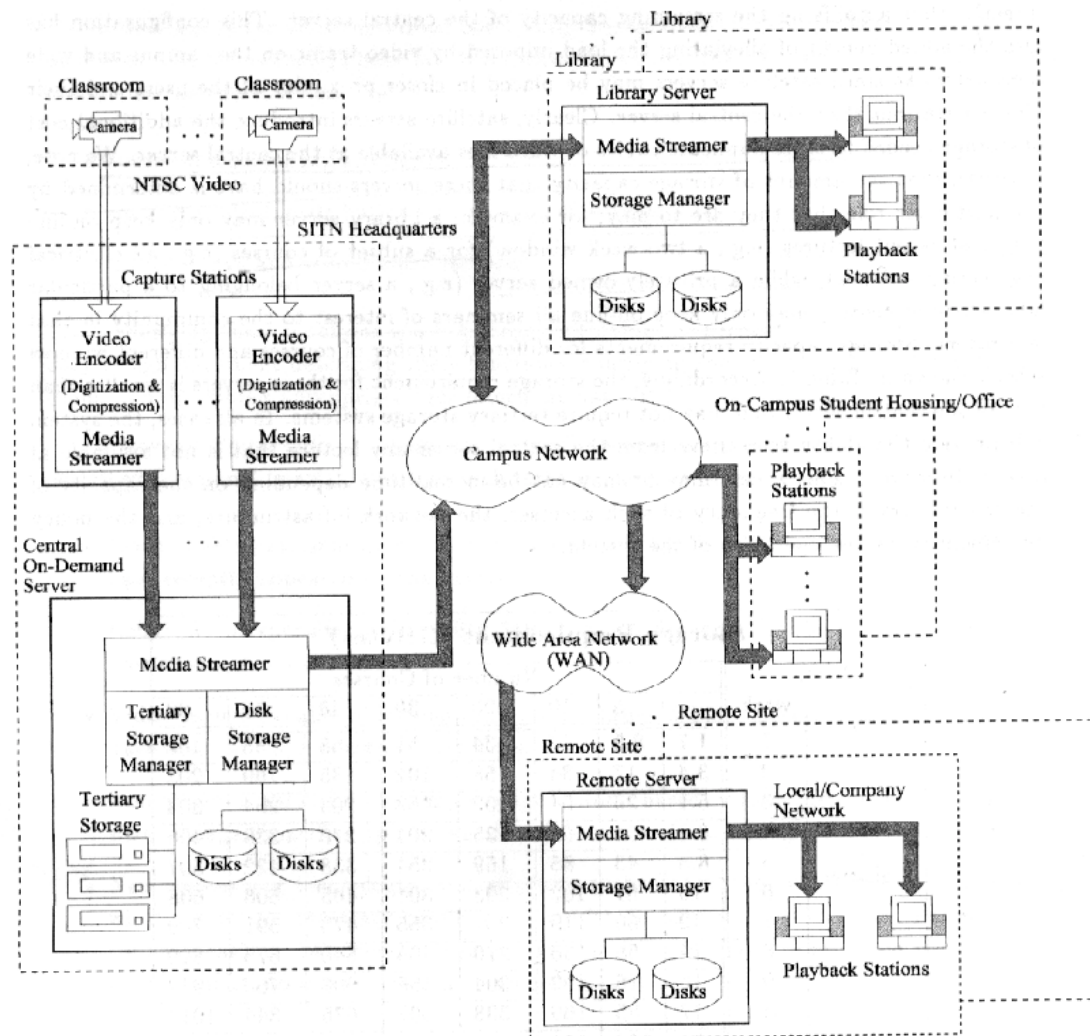 Library
Library
Library Server
Media Streamer
Storage Manager
Disks
Disks
Playback
Stations
Classroom
Classroom
Camera
Camera
NTSC Video
SITN Headquarters
Capture Stations
Video
Encoder
(Digitization &
Compression)
Media
Streamer
Video
Encoder
(Digitization &
Compression)
Media
Streamer
Campus Network
On-Campus Student Housing/Office
Playback
Stations
Central
On-Demand
Server
Media Streamer
Tertiary
Storage
Manager
Disk
Storage
Manager
Tertiary
Storage
Disks
Disks
Wide Area Network
(WAN)
Remote Site
Remote Site
Remote Server
Media Streamer
Storage Manager
Disks
Disks
Local/Company
Network
Playback Stations